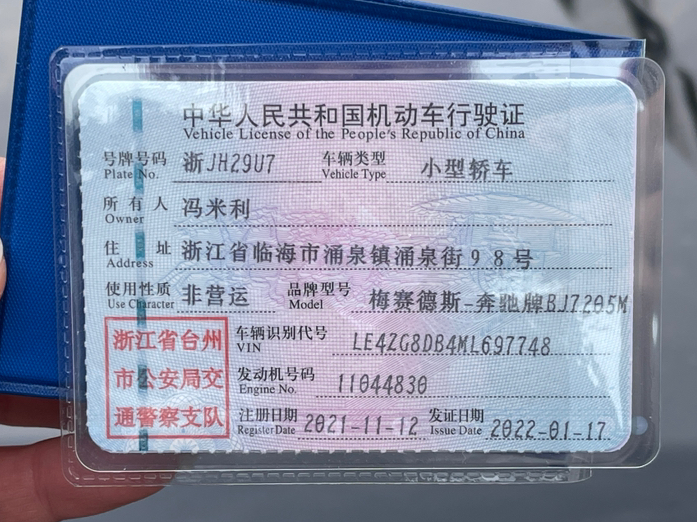 中华人民共和国机动车行驶证
Vehicle License of the People's Republic of China
号牌号码 浙JH29U7 车辆类型 小型轿车
Plate No. Vehicle Type
所有人 冯米利
Owner
住址 浙江省临海市涌泉镇涌泉街98号
Address
使用性质 非营运 品牌型号 梅赛德斯-奔驰牌BJ7205M
Use Character Model
浙江省台州
市公安局交
通警察支队
车辆识别代号 LE4ZG8DB4ML697748
VIN
发动机号码 11044830
Engine No.
注册日期 2021-11-12 发证日期 2022-01-17
Register Date Issue Date